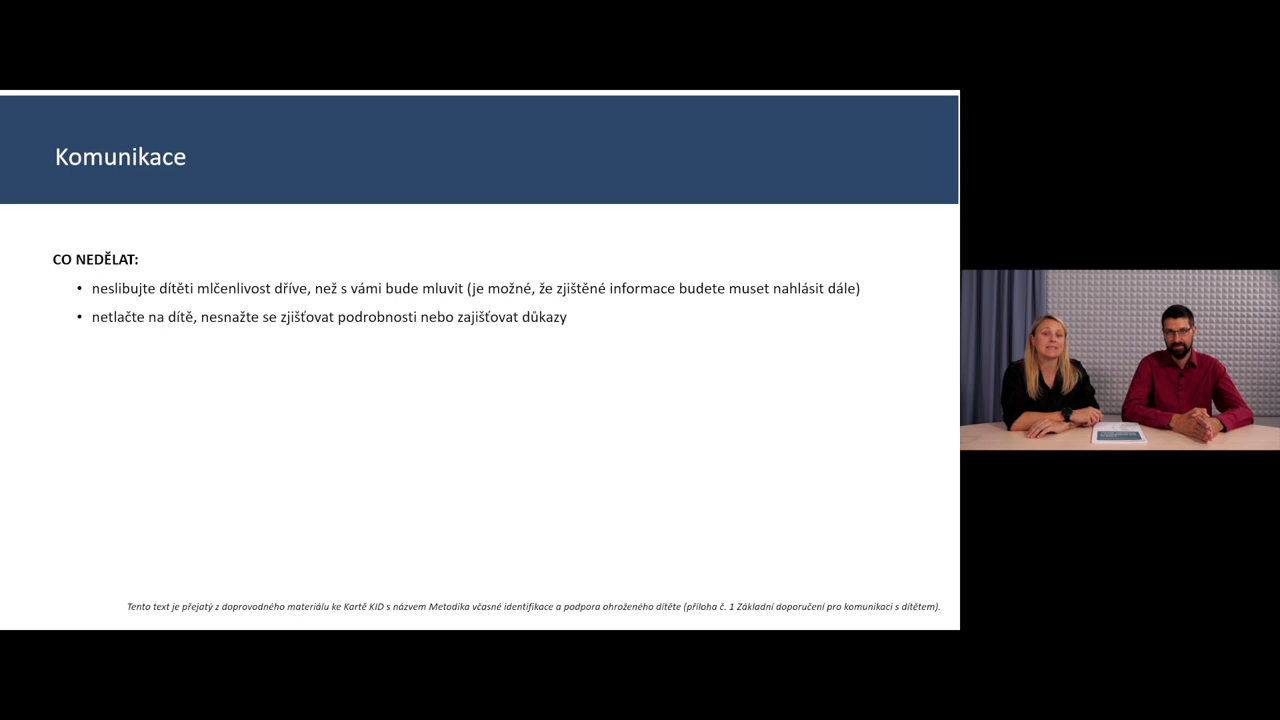 Komunikace
CO NEDĚLAT:
• neslibujte dítěti mlčenlivost dříve, než s vámi bude mluvit (je možné, že zjištěné informace budete muset nahlásit dále)
• netlačte na dítě, nesnažte se zjišťovat podrobnosti nebo zajišťovat důkazy
Tento text je přejatý z doprovodného materiálu ke Kartě KID s názvem Metodika včasné identifikace a podpora ohroženého dítěte (příloha č. 1 Základní doporučení pro komunikaci s dítětem).